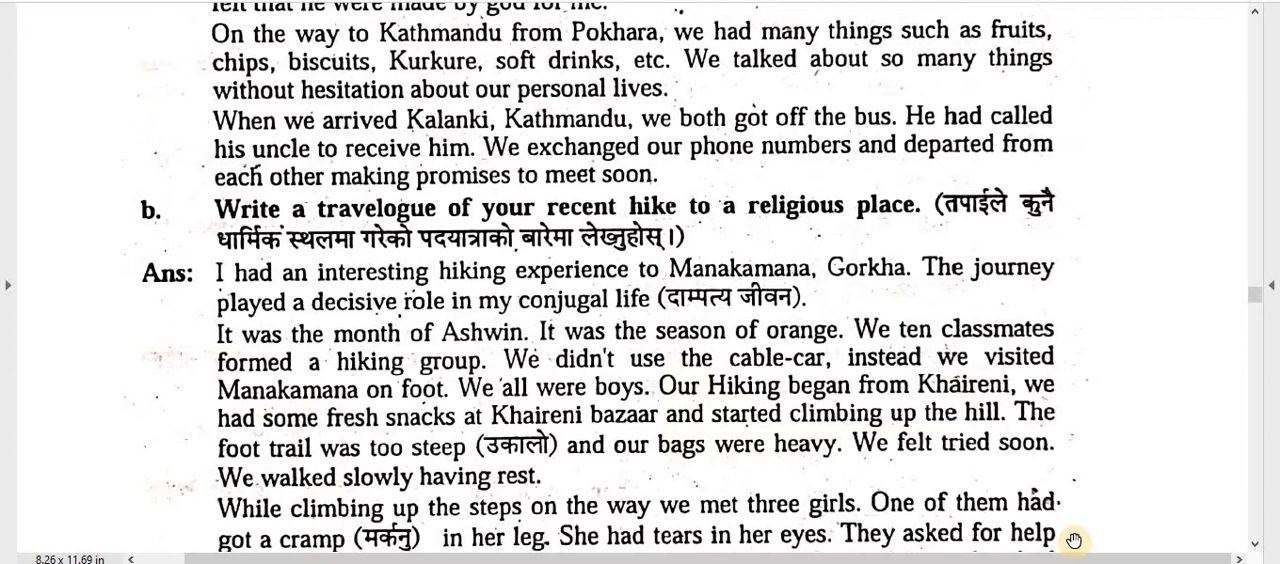 felt that he were made by god for me.
On the way to Kathmandu from Pokhara, we had many things such as fruits,
chips, biscuits, Kurkure, soft drinks, etc. We talked about so many things
without hesitation about our personal lives.
When we arrived Kalanki, Kathmandu, we both got off the bus. He had called
his uncle to receive him. We exchanged our phone numbers and departed from
each other making promises to meet soon.
b. Write a travelogue of your recent hike to a religious place. (तपाईले कुनै
धार्मिक स्थलमा गरेको पदयात्राको बारेमा लेख्नुहोस्।)
Ans: I had an interesting hiking experience to Manakamana, Gorkha. The journey
played a decisive role in my conjugal life (दाम्पत्य जीवन).
It was the month of Ashwin. It was the season of orange. We ten classmates
formed a hiking group. We didn't use the cable-car, instead we visited
Manakamana on foot. We all were boys. Our Hiking began from Khaireni, we
had some fresh snacks at Khaireni bazaar and started climbing up the hill. The
foot trail was too steep (उकालो) and our bags were heavy. We felt tried soon.
We walked slowly having rest.
While climbing up the steps on the way we met three girls. One of them had
got a cramp (मर्कनु) in her leg. She had tears in her eyes. They asked for help
8.26 x 11.69 in